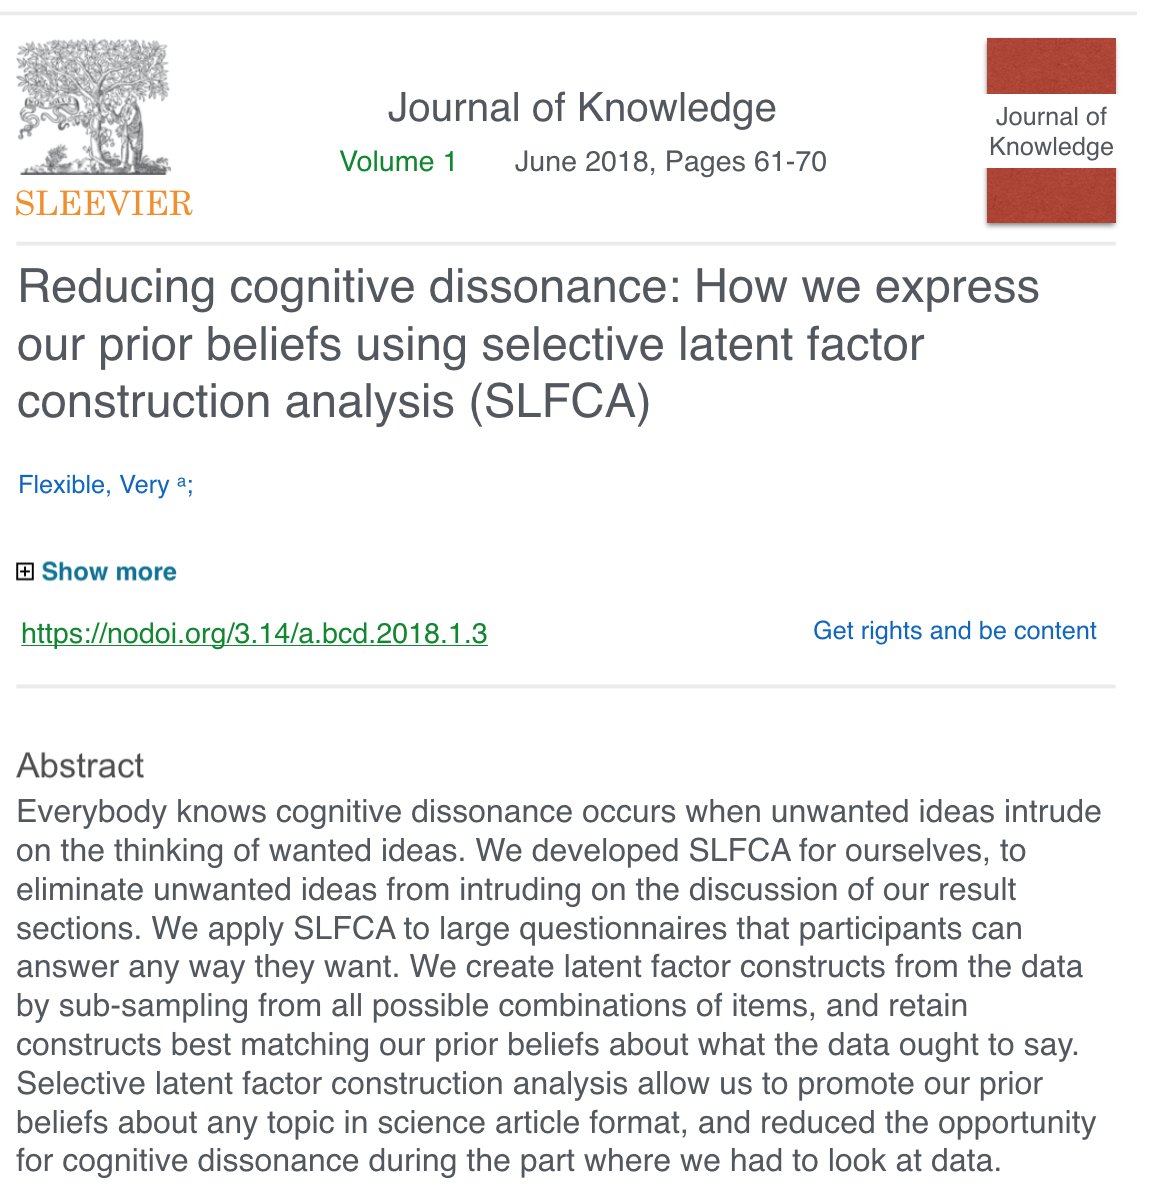 Journal of Knowledge
Volume 1 June 2018, Pages 61-70
Journal of
Knowledge
SLEEVIER
Reducing cognitive dissonance: How we express
our prior beliefs using selective latent factor
construction analysis (SLFCA)
Flexible, Very ᵃ;
Show more
https://nodoi.org/3.14/a.bcd.2018.1.3
Get rights and be content
Abstract
Everybody knows cognitive dissonance occurs when unwanted ideas intrude
on the thinking of wanted ideas. We developed SLFCA for ourselves, to
eliminate unwanted ideas from intruding on the discussion of our result
sections. We apply SLFCA to large questionnaires that participants can
answer any way they want. We create latent factor constructs from the data
by sub-sampling from all possible combinations of items, and retain
constructs best matching our prior beliefs about what the data ought to say.
Selective latent factor construction analysis allow us to promote our prior
beliefs about any topic in science article format, and reduced the opportunity
for cognitive dissonance during the part where we had to look at data.